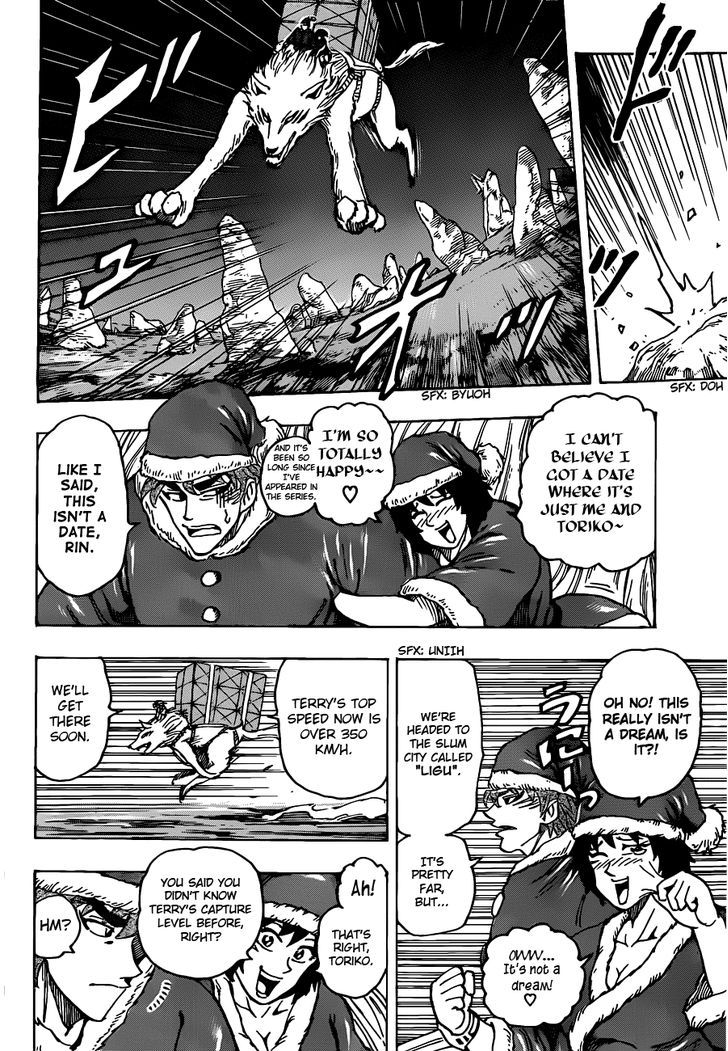 ドッ
SFX: DOH
ビュオッ
SFX: BYUOH
I CAN'T
BELIEVE I
GOT A DATE
WHERE IT'S
JUST ME AND
TORIKO~
I'M SO
TOTALLY
HAPPY~~
♡
AND IT'S
BEEN SO
LONG SINCE
I'VE
APPEARED
IN THE
SERIES.
LIKE I
SAID,
THIS
ISN'T A
DATE,
RIN.
SFX: UNIIH
OH NO! THIS
REALLY ISN'T
A DREAM, IS
IT?!
うにーっ
WE'RE
HEADED TO
THE SLUM
CITY CALLED
"LIGU".
IT'S
PRETTY
FAR,
BUT...
OWW...
It's not a
dream!
♡
TERRY'S TOP
SPEED NOW IS
OVER 350
KM/H.
WE'LL
GET
THERE
SOON.
Ah!
THAT'S
RIGHT,
TORIKO.
YOU SAID YOU
DIDN'T KNOW
TERRY'S CAPTURE
LEVEL BEFORE,
RIGHT?
HM?